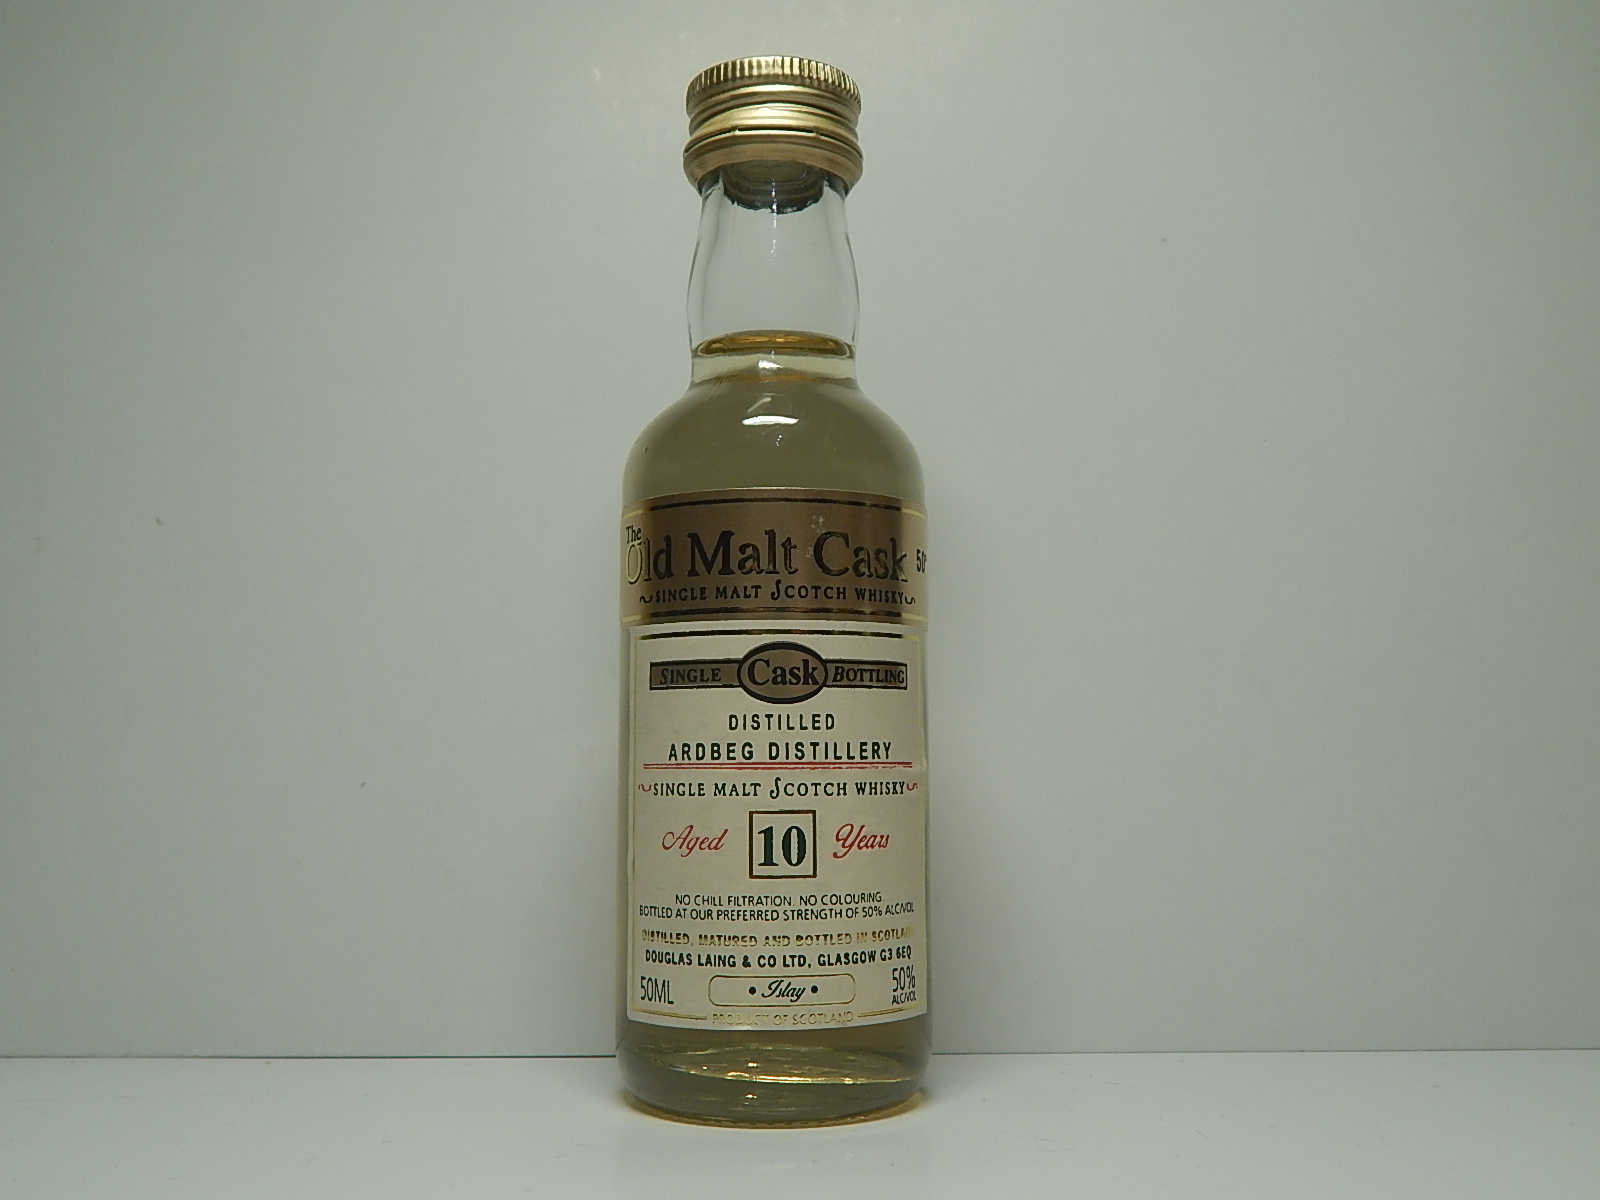 The
Old Malt Cask 50°
SINGLE MALT SCOTCH WHISKY
SINGLE Cask BOTTLING
DISTILLED
ARDBEG DISTILLERY
SINGLE MALT SCOTCH WHISKY
Aged 10 Years
NO CHILL FILTRATION. NO COLOURING.
BOTTLED AT OUR PREFERRED STRENGTH OF 50% ALC/VOL
DISTILLED, MATURED AND BOTTLED IN SCOTLAND
DOUGLAS LAING & CO LTD, GLASGOW G3 6EQ
50ML • Islay • 50%
ALC/VOL
PRODUCT OF SCOTLAND